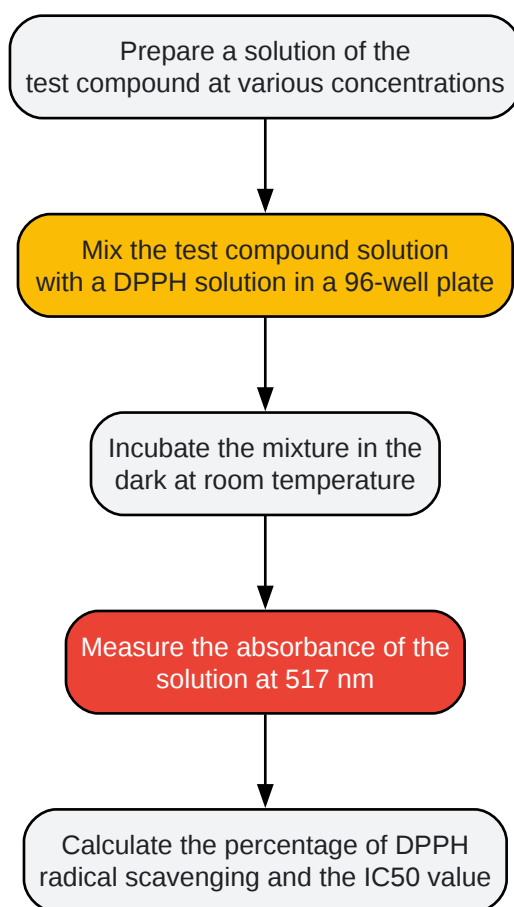 Prepare a solution of the
test compound at various concentrations
Mix the test compound solution
with a DPPH solution in a 96-well plate
Incubate the mixture in the
dark at room temperature
Measure the absorbance of the
solution at 517 nm
Calculate the percentage of DPPH
radical scavenging and the IC50 value